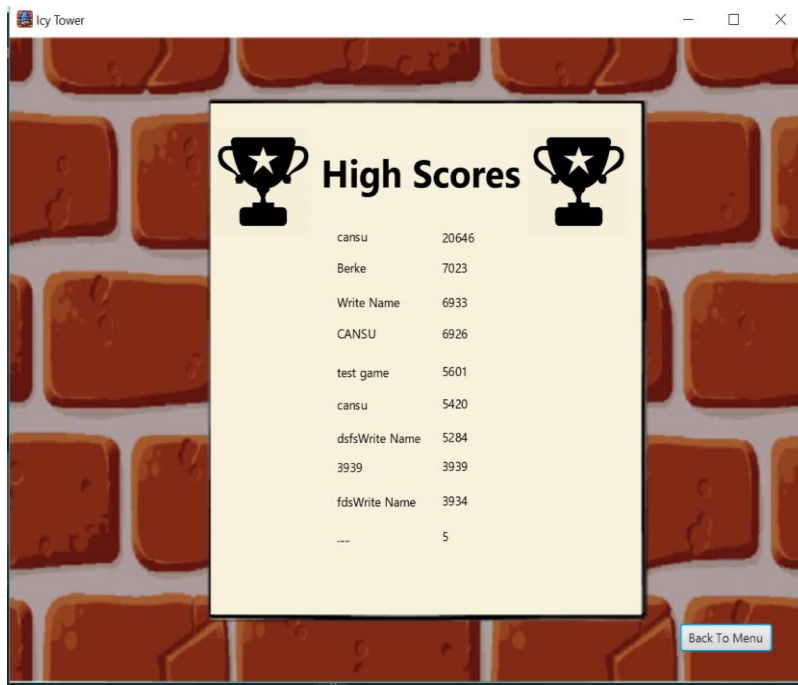 Icy Tower
High Scores
cansu 20646
Berke 7023
Write Name 6933
CANSU 6926
test game 5601
cansu 5420
dsfsWrite Name 5284
3939 3939
fdsWrite Name 3934
..... 5
Back To Menu